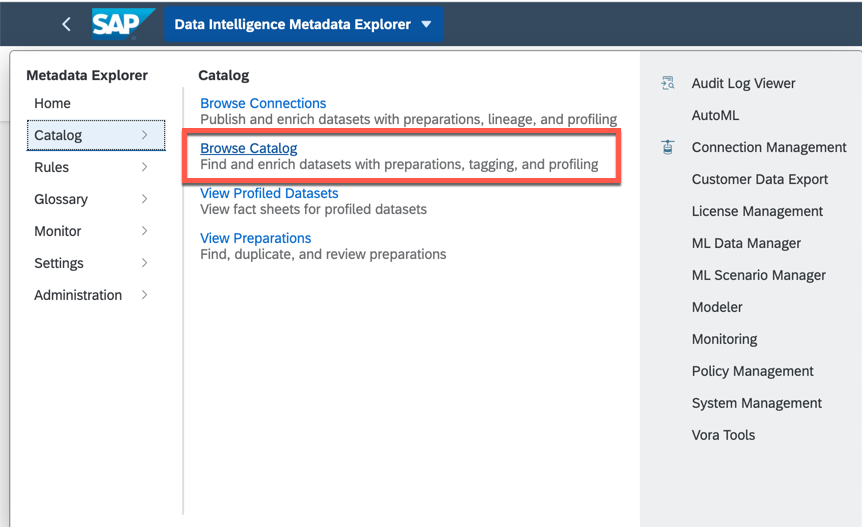 SAP Data Intelligence Metadata Explorer
Metadata Explorer
Home
Catalog
Rules
Glossary
Monitor
Settings
Administration
Catalog
Browse Connections
Publish and enrich datasets with preparations, lineage, and profiling
Browse Catalog
Find and enrich datasets with preparations, tagging, and profiling
View Profiled Datasets
View fact sheets for profiled datasets
View Preparations
Find, duplicate, and review preparations
Audit Log Viewer
AutoML
Connection Management
Customer Data Export
License Management
ML Data Manager
ML Scenario Manager
Modeler
Monitoring
Policy Management
System Management
Vora Tools